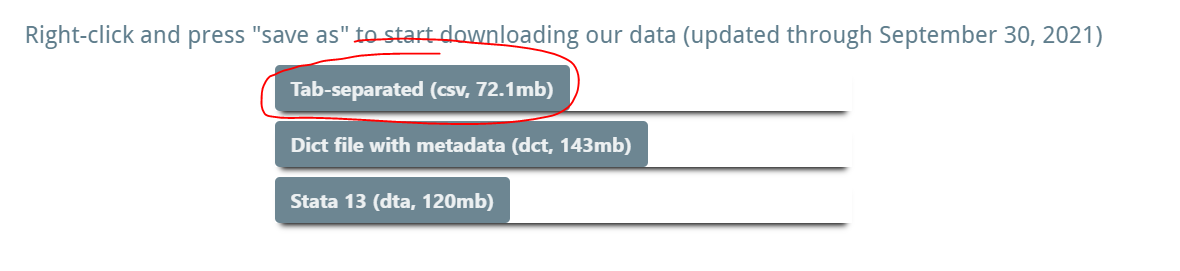 Right-click and press "save as" to start downloading our data (updated through September 30, 2021)
Tab-separated (csv, 72.1mb)
Dict file with metadata (dct, 143mb)
Stata 13 (dta, 120mb)